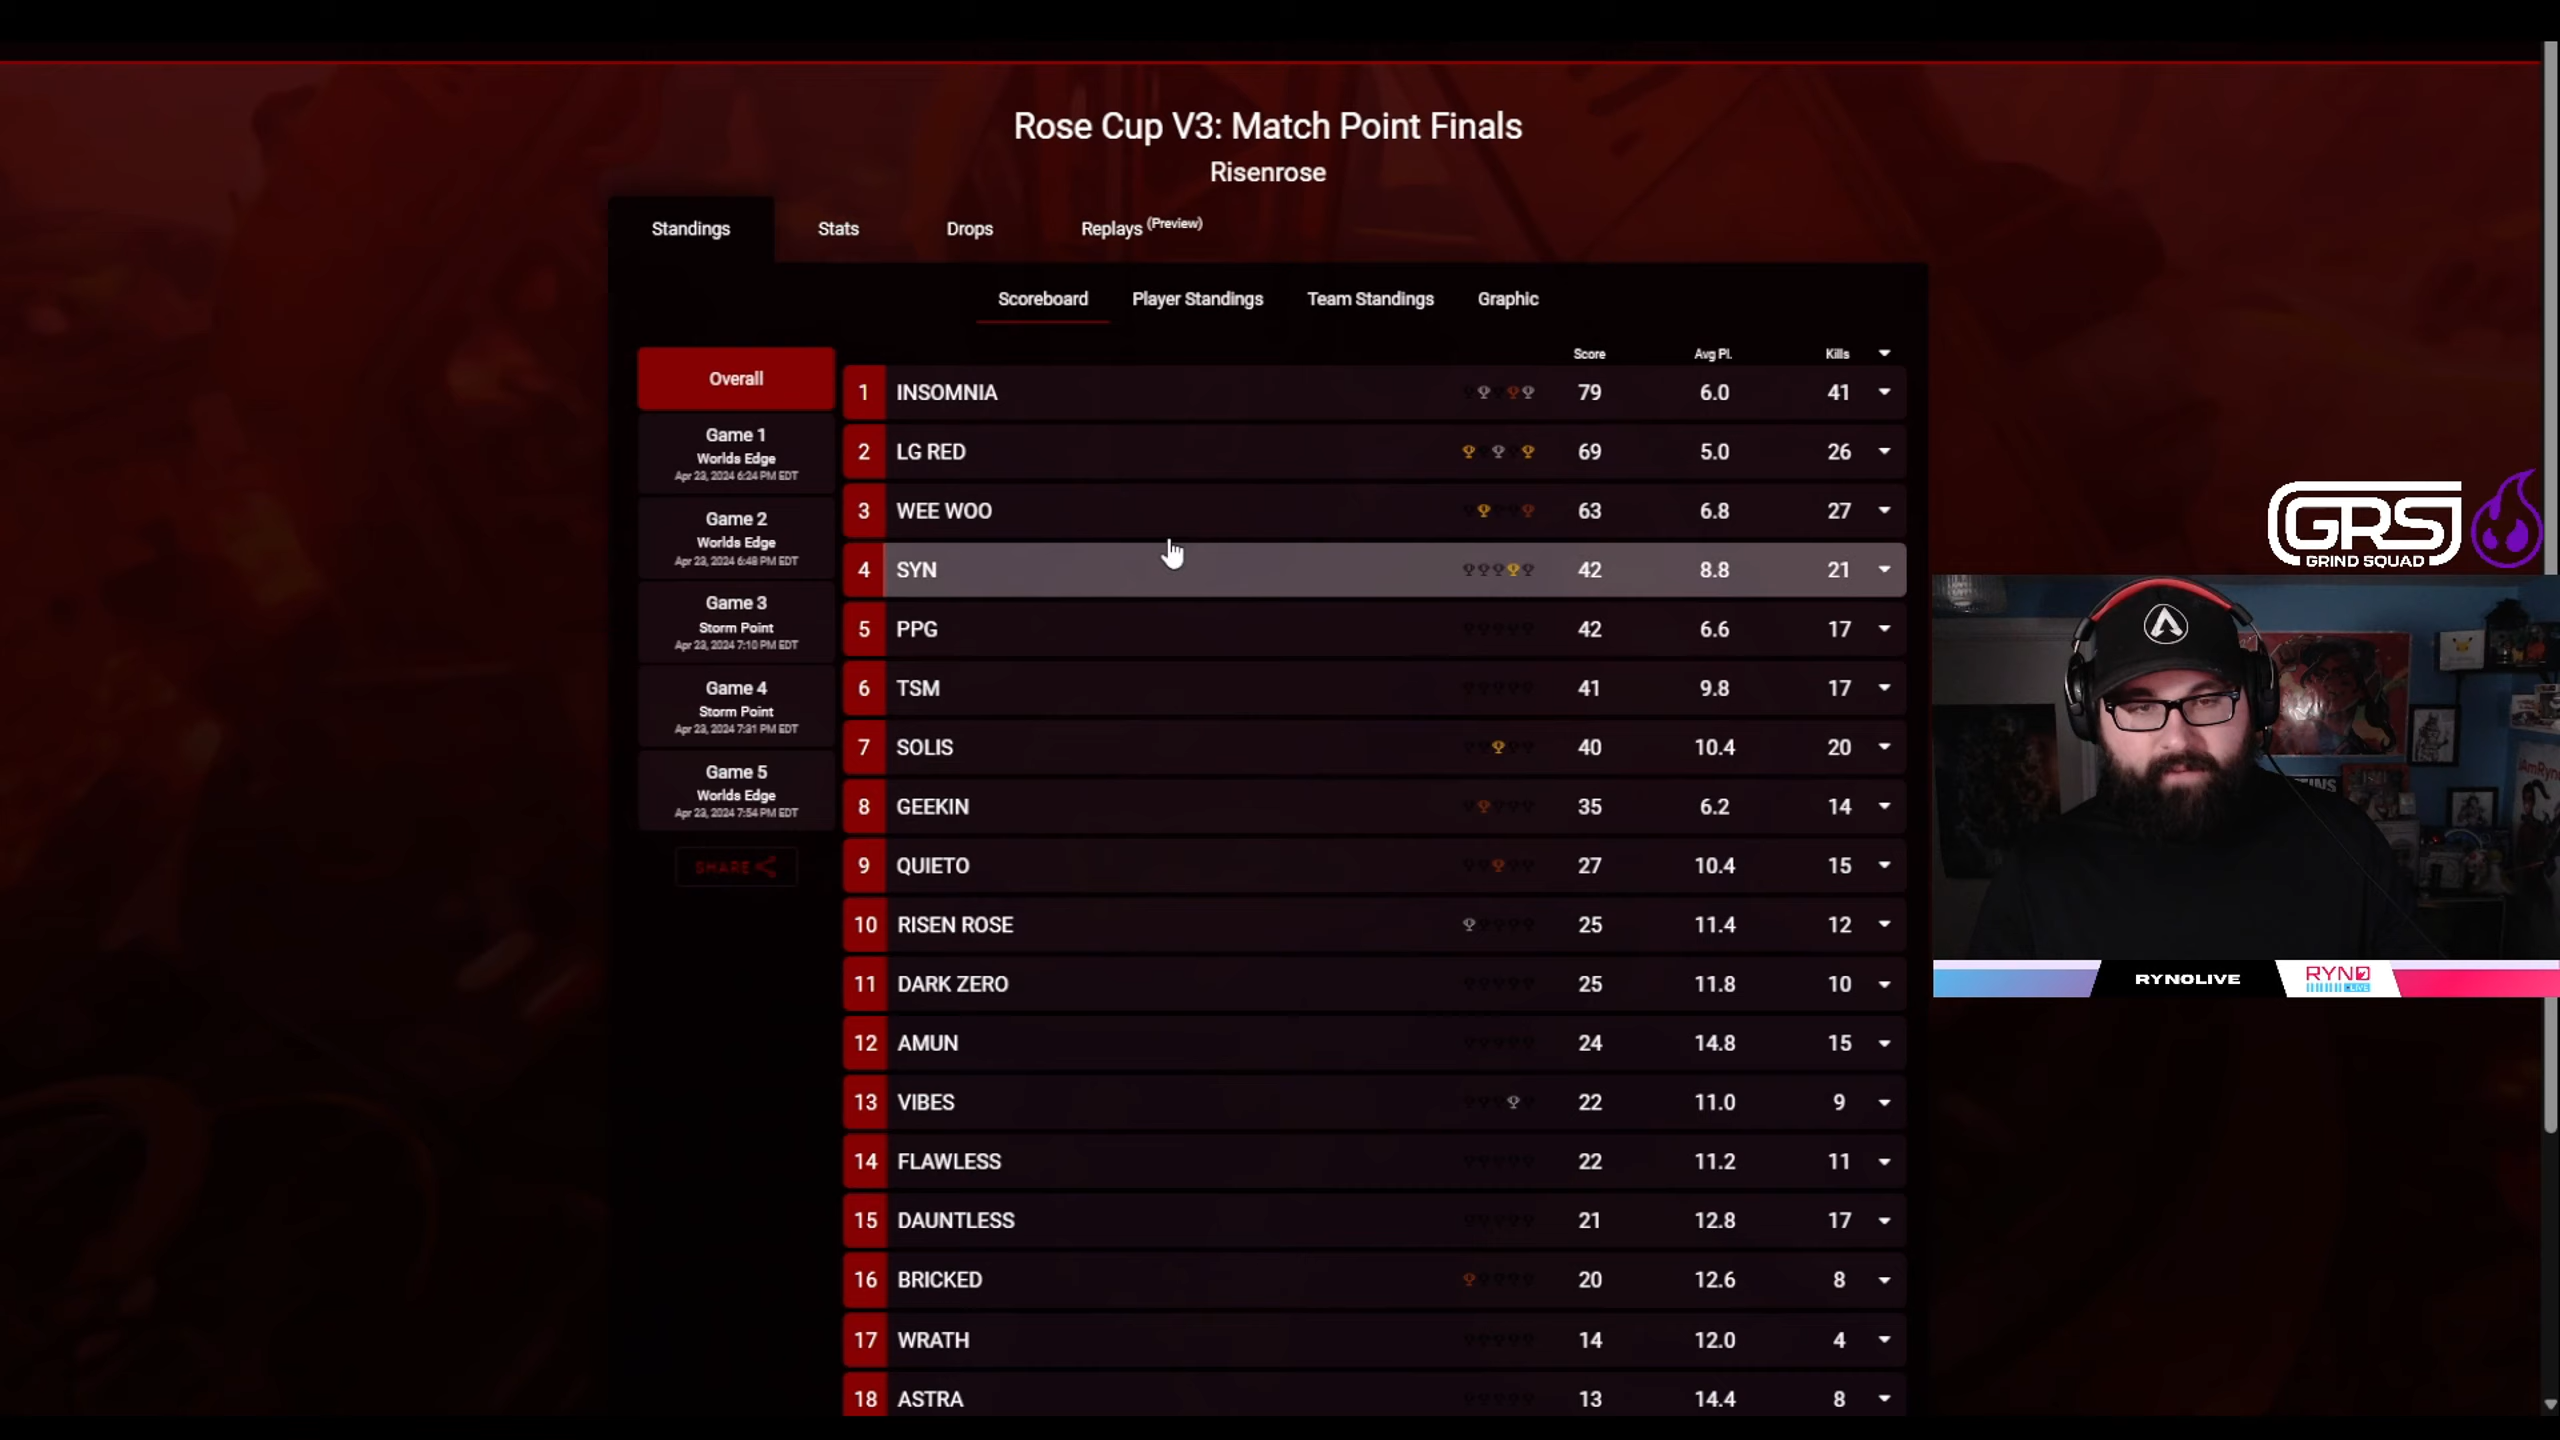 Rose Cup V3: Match Point Finals
Risenrose
Standings Stats Drops Replays (Preview)
Scoreboard Player Standings Team Standings Graphic
Score Avg Pl. Kills
Overall
Game 1
Worlds Edge
Apr 23, 2024 6:24 PM EDT
Game 2
Worlds Edge
Apr 23, 2024 6:48 PM EDT
Game 3
Storm Point
Apr 23, 2024 7:10 PM EDT
Game 4
Storm Point
Apr 23, 2024 7:31 PM EDT
Game 5
Worlds Edge
Apr 23, 2024 7:54 PM EDT
SHARE
1 INSOMNIA 79 6.0 41
2 LG RED 69 5.0 26
3 WEE WOO 63 6.8 27
4 SYN 42 8.8 21
5 PPG 42 6.6 17
6 TSM 41 9.8 17
7 SOLIS 40 10.4 20
8 GEEKIN 35 6.2 14
9 QUIETO 27 10.4 15
10 RISEN ROSE 25 11.4 12
11 DARK ZERO 25 11.8 10
12 AMUN 24 14.8 15
13 VIBES 22 11.0 9
14 FLAWLESS 22 11.2 11
15 DAUNTLESS 21 12.8 17
16 BRICKED 20 12.6 8
17 WRATH 14 12.0 4
18 ASTRA 13 14.4 8
GRS
GRIND SQUAD
RYNOLIVE
RYNO
LIVE